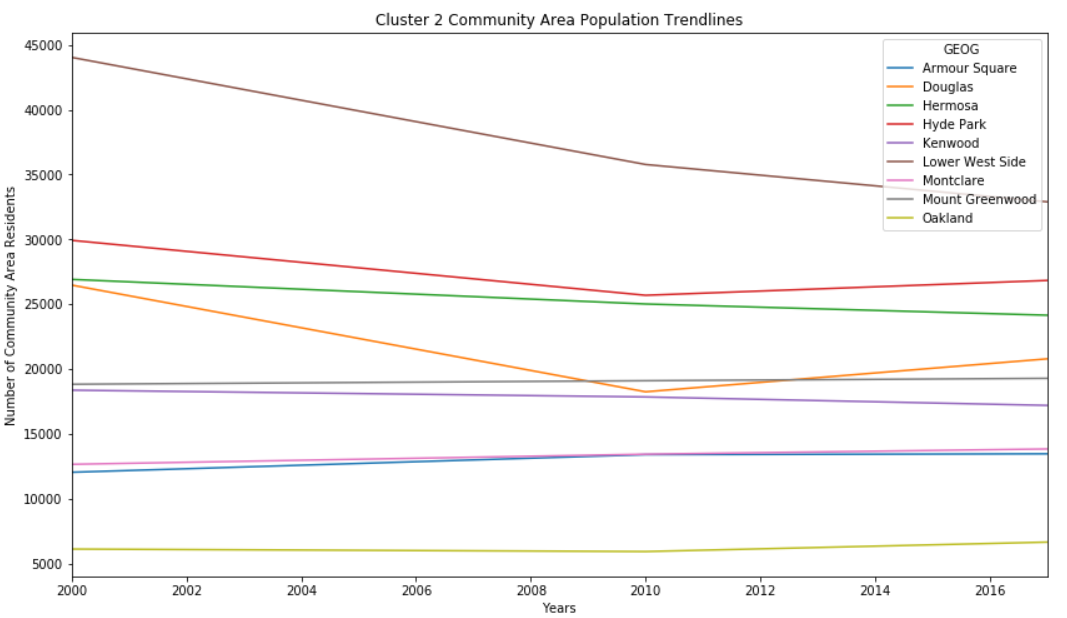 Cluster 2 Community Area Population Trendlines
45000
40000
35000
30000
25000
20000
15000
10000
5000
Number of Community Area Residents
GEOG
Armour Square
Douglas
Hermosa
Hyde Park
Kenwood
Lower West Side
Montclare
Mount Greenwood
Oakland
2000 2002 2004 2006 2008 2010 2012 2014 2016
Years